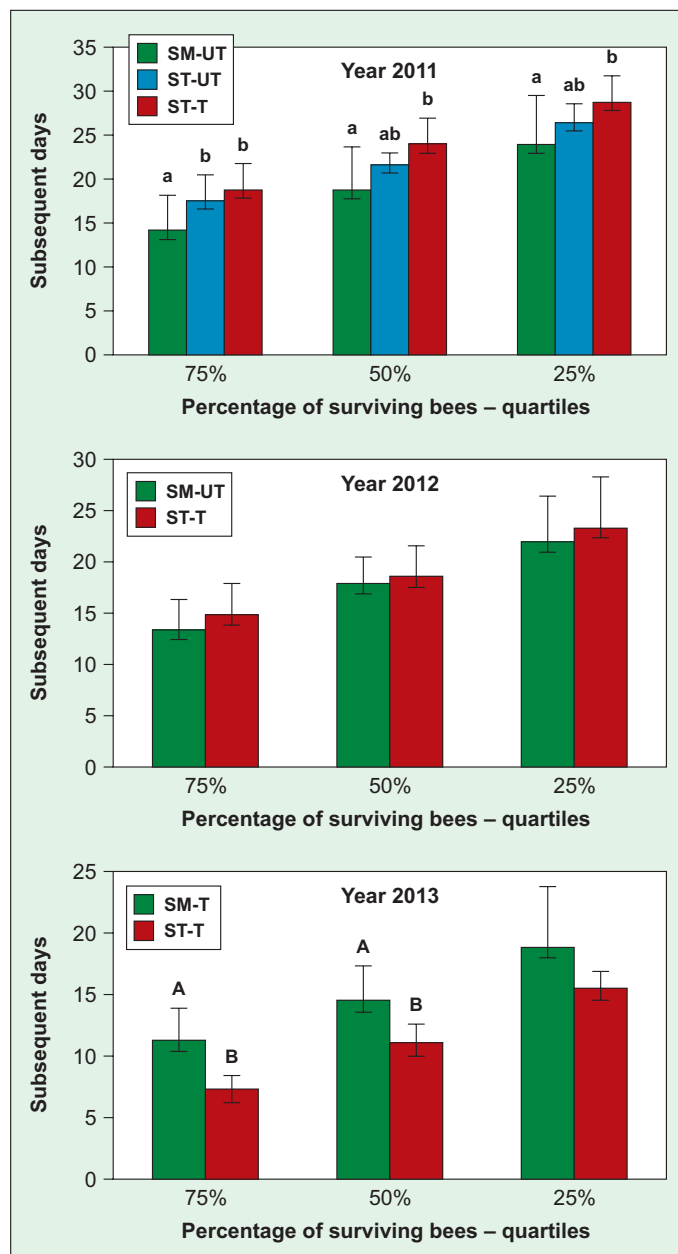 Year 2011
SM-UT
ST-UT
ST-T
Subsequent days
35
30
25
20
15
10
5
0
a b b
a ab b
a ab b
75% 50% 25%
Percentage of surviving bees – quartiles
Year 2012
SM-UT
ST-T
Subsequent days
30
25
20
15
10
5
0
75% 50% 25%
Percentage of surviving bees – quartiles
Year 2013
SM-T
ST-T
Subsequent days
25
20
15
10
5
0
A B
A B
75% 50% 25%
Percentage of surviving bees – quartiles